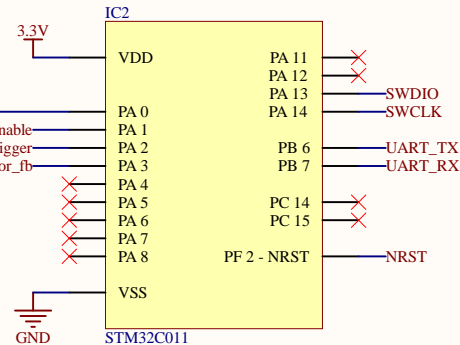 IC2
3.3V
VDD
PA 0
nable PA 1
igger PA 2
or_fb PA 3
PA 4
PA 5
PA 6
PA 7
PA 8
VSS
GND
PA 11
PA 12
PA 13 SWDIO
PA 14 SWCLK
PB 6 UART_TX
PB 7 UART_RX
PC 14
PC 15
PF 2 - NRST NRST
STM32C011